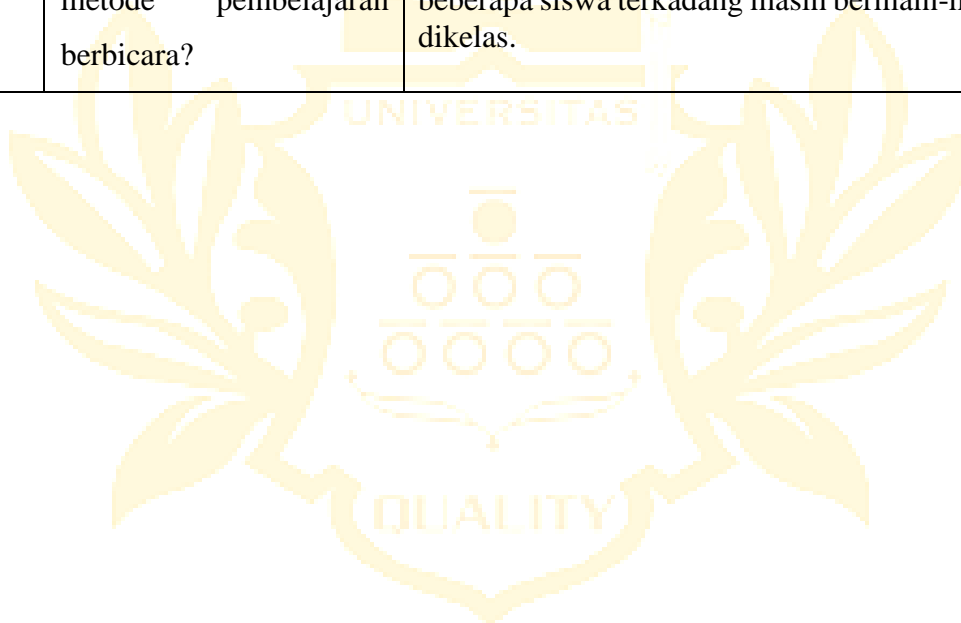 metode pembelajaran
berbicara?
beberapa siswa terkadang masih bermain-m
dikelas.
UNIVERSITAS
QUALITY